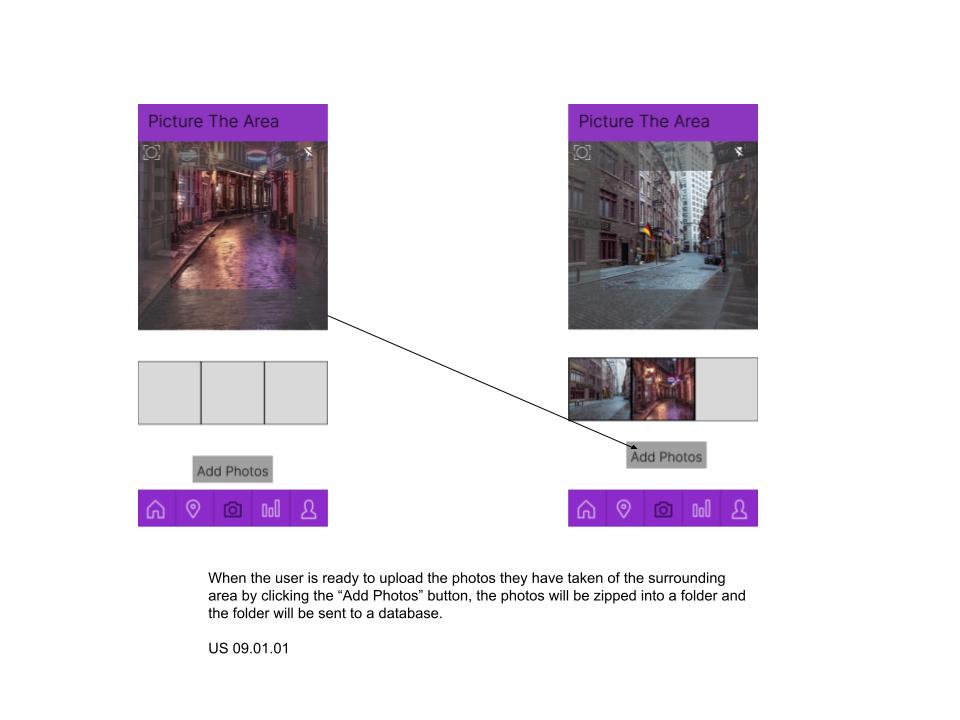 Picture The Area
Picture The Area
Add Photos
Add Photos
When the user is ready to upload the photos they have taken of the surrounding
area by clicking the “Add Photos” button, the photos will be zipped into a folder and
the folder will be sent to a database.
US 09.01.01